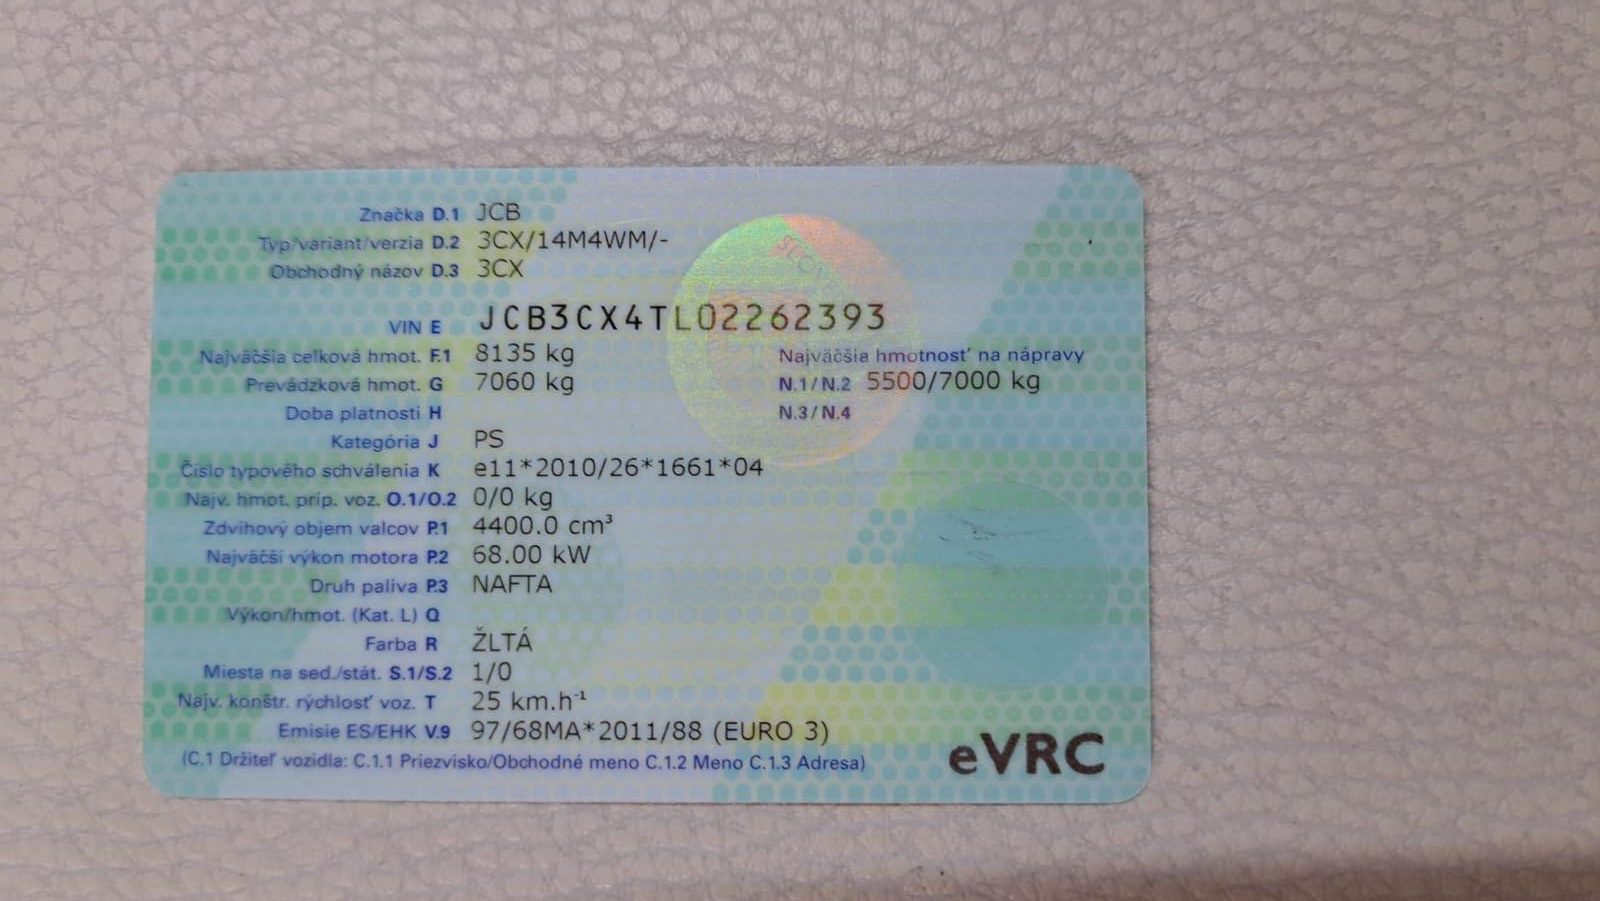 Značka D.1 JCB
Typ/variant/verzia D.2 3CX/14M4WM/-
Obchodný názov D.3 3CX
VIN E JCB3CX4TL02262393
Najväčšia celková hmot. F.1 8135 kg Najväčšia hmotnosť na nápravy
Prevádzková hmot. G 7060 kg N.1/N.2 5500/7000 kg
Doba platnosti H N.3/N.4
Kategória J PS
Číslo typového schválenia K e11*2010/26*1661*04
Najv. hmot. príp. voz. O.1/O.2 0/0 kg
Zdvihový objem valcov P.1 4400.0 cm³
Najväčší výkon motora P.2 68.00 kW
Druh paliva P.3 NAFTA
Výkon/hmot. (Kat. L) Q
Farba R ŽLTÁ
Miesta na sed./stát. S.1/S.2 1/0
Najv. konštr. rýchlosť voz. T 25 km.h⁻¹
Emisie ES/EHK V.9 97/68MA*2011/88 (EURO 3)
(C.1 Držiteľ vozidla: C.1.1 Priezvisko/Obchodné meno C.1.2 Meno C.1.3 Adresa)
eVRC